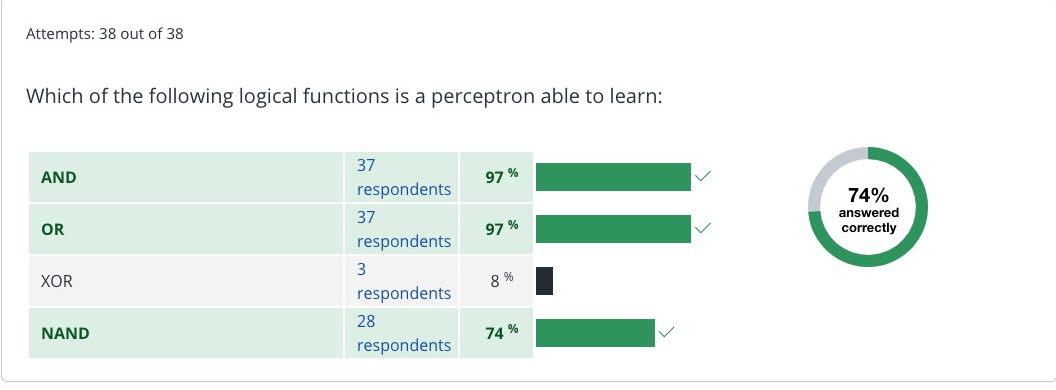 Attempts: 38 out of 38
Which of the following logical functions is a perceptron able to learn:
AND
37
respondents
97 %
OR
37
respondents
97 %
XOR
3
respondents
8 %
NAND
28
respondents
74 %
74%
answered
correctly